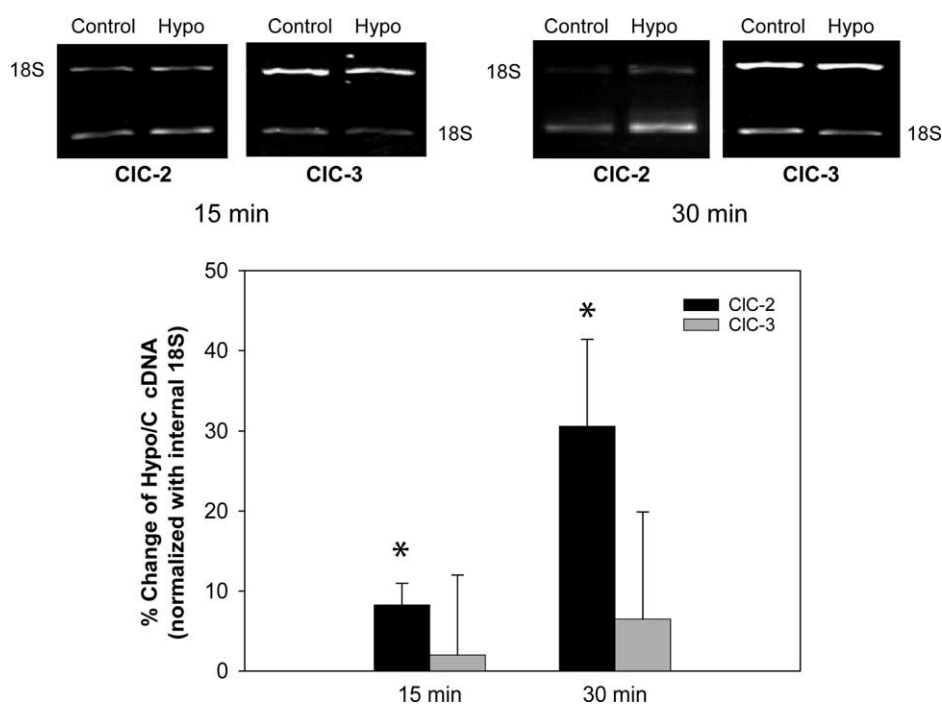 Control Hypo Control Hypo Control Hypo Control Hypo
18S 18S
18S 18S
ClC-2 ClC-3 ClC-2 ClC-3
15 min 30 min
50
40
30
20
10
0
% Change of Hypo/C cDNA
(normalized with internal 18S)
ClC-2
ClC-3
*
*
15 min 30 min